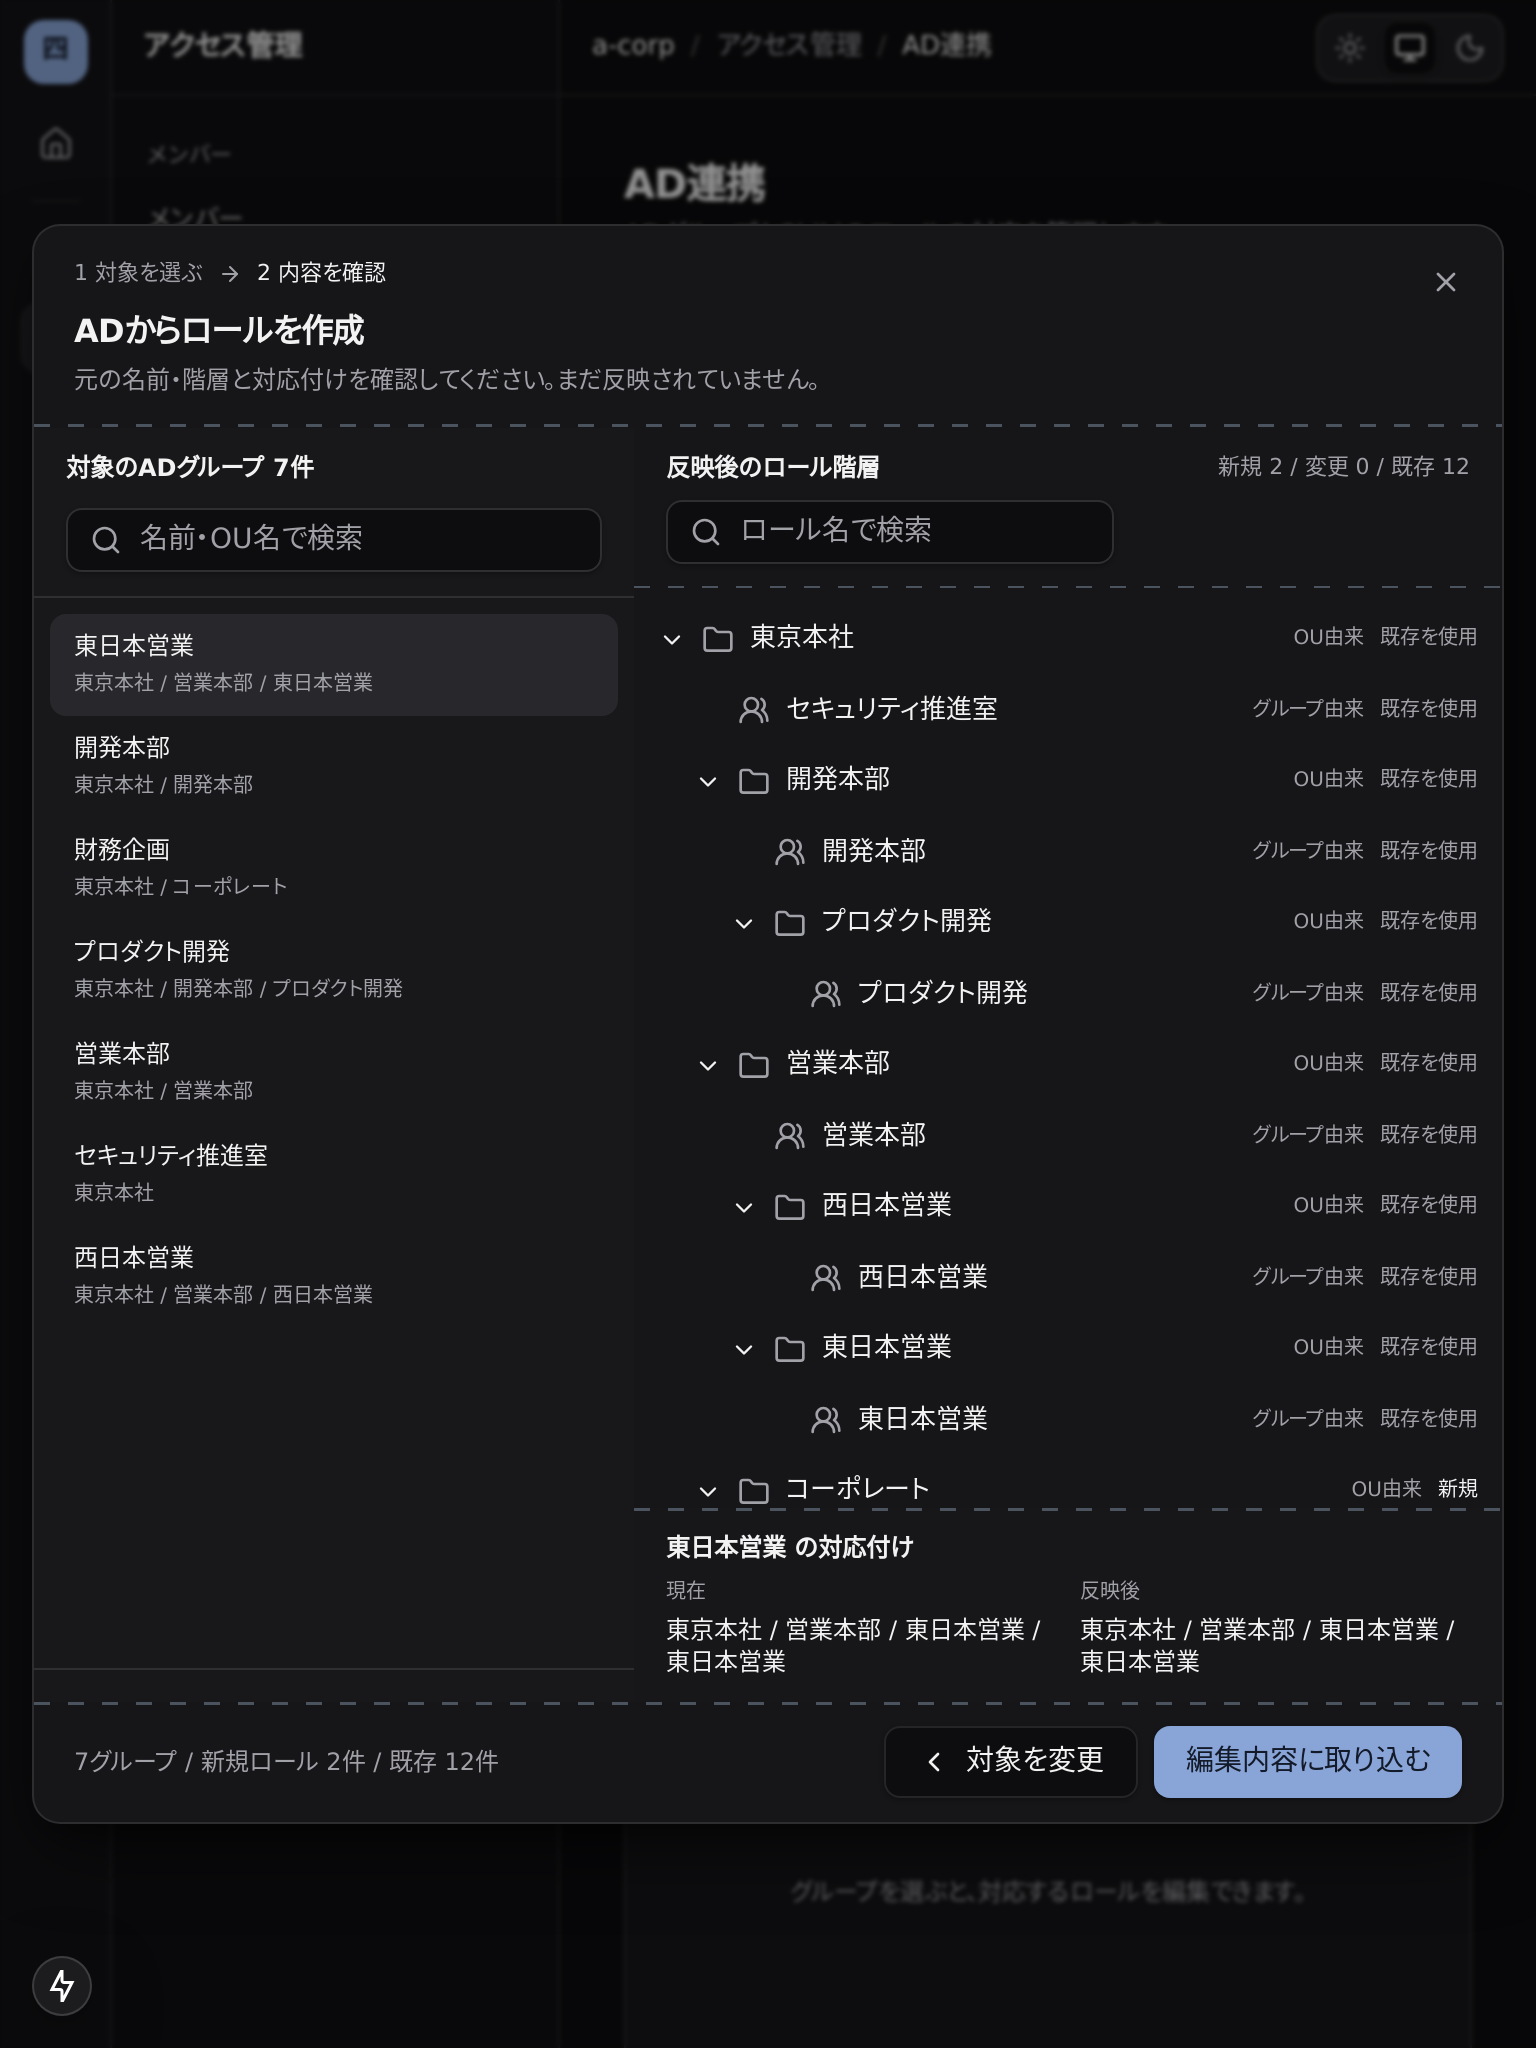 四
アクセス管理
a-corp / アクセス管理 / AD連携
メンバー
AD連携
メンバー
1 対象を選ぶ → 2 内容を確認
ADからロールを作成
元の名前・階層と対応付けを確認してください。まだ反映されていません。
対象のADグループ 7件
名前・OU名で検索
東日本営業
東京本社 / 営業本部 / 東日本営業
開発本部
東京本社 / 開発本部
財務企画
東京本社 / コーポレート
プロダクト開発
東京本社 / 開発本部 / プロダクト開発
営業本部
東京本社 / 営業本部
セキュリティ推進室
東京本社
西日本営業
東京本社 / 営業本部 / 西日本営業
反映後のロール階層
新規 2 / 変更 0 / 既存 12
ロール名で検索
東京本社 OU由来 既存を使用
セキュリティ推進室 グループ由来 既存を使用
開発本部 OU由来 既存を使用
開発本部 グループ由来 既存を使用
プロダクト開発 OU由来 既存を使用
プロダクト開発 グループ由来 既存を使用
営業本部 OU由来 既存を使用
営業本部 グループ由来 既存を使用
西日本営業 OU由来 既存を使用
西日本営業 グループ由来 既存を使用
東日本営業 OU由来 既存を使用
東日本営業 グループ由来 既存を使用
コーポレート OU由来 新規
東日本営業 の対応付け
現在
東京本社 / 営業本部 / 東日本営業 /
東日本営業
反映後
東京本社 / 営業本部 / 東日本営業 /
東日本営業
7グループ / 新規ロール 2件 / 既存 12件
対象を変更
編集内容に取り込む
グループを選ぶと、対応するロールを編集できます。